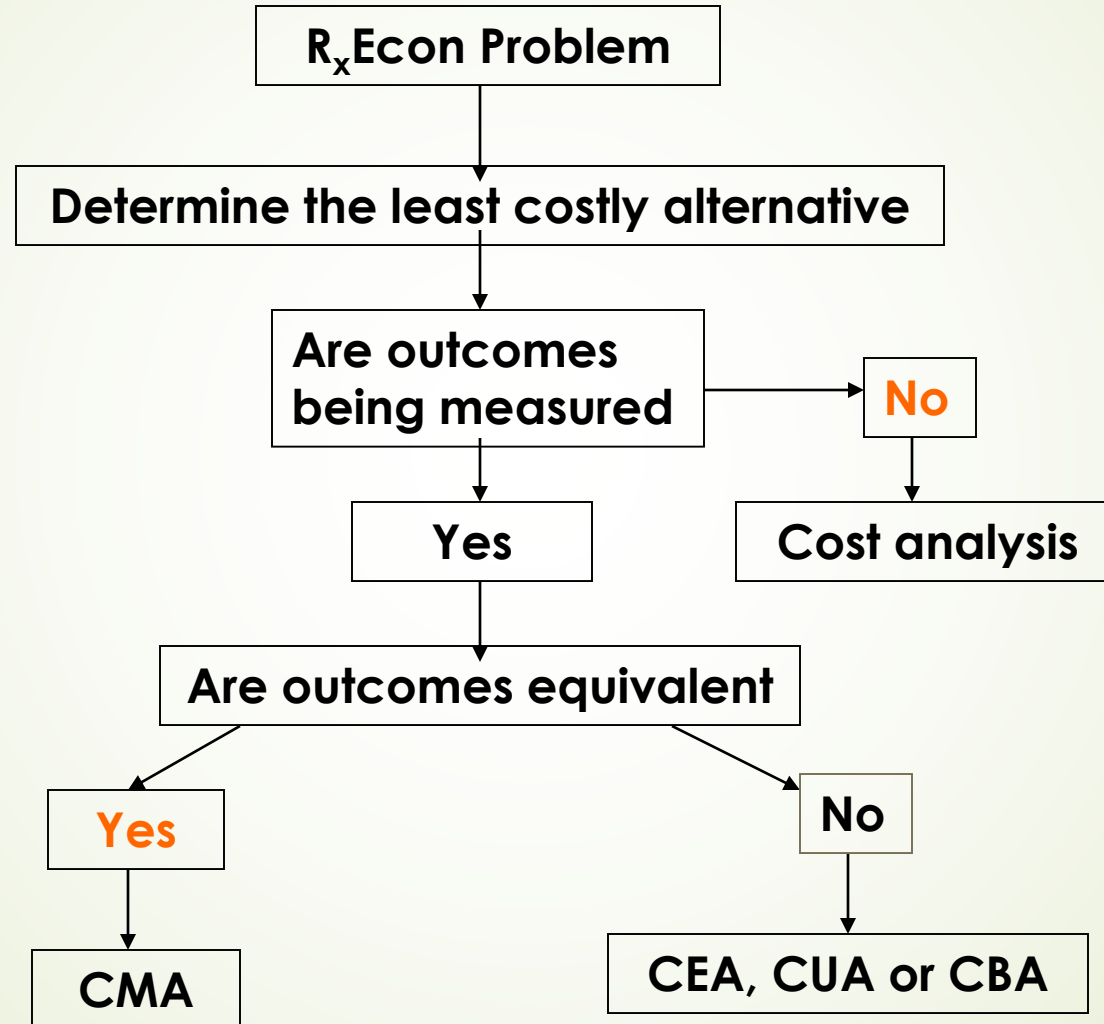 RxEcon Problem
Determine the least costly alternative
Are outcomes
being measured
No
Yes
Cost analysis
Are outcomes equivalent
Yes
No
CMA
CEA, CUA or CBA